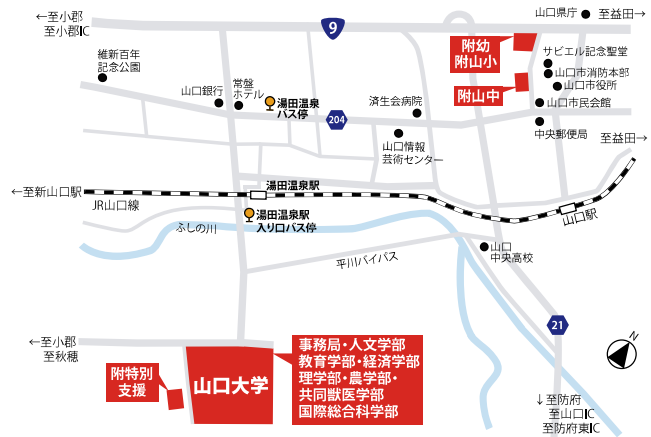 ←至小郡
至小郡IC
9
山口県庁
至益田→
附幼
附山小
維新百年
記念公園
サビエル記念聖堂
山口市消防本部
山口市役所
山口銀行
常盤
ホテル
湯田温泉
バス停
済生会病院
附山中
山口市民会館
204
中央郵便局
至益田→
山口情報
芸術センター
←至新山口駅
湯田温泉駅
JR山口線
湯田温泉駅
入り口バス停
山口駅
ふしの川
山口
中央高校
平川バイパス
21
N
←至小郡
至秋穂
附特別
支援
山口大学
事務局・人文学部
教育学部・経済学部
理学部・農学部・
共同獣医学部
国際総合科学部
↓至防府
至山口IC
至防府東IC